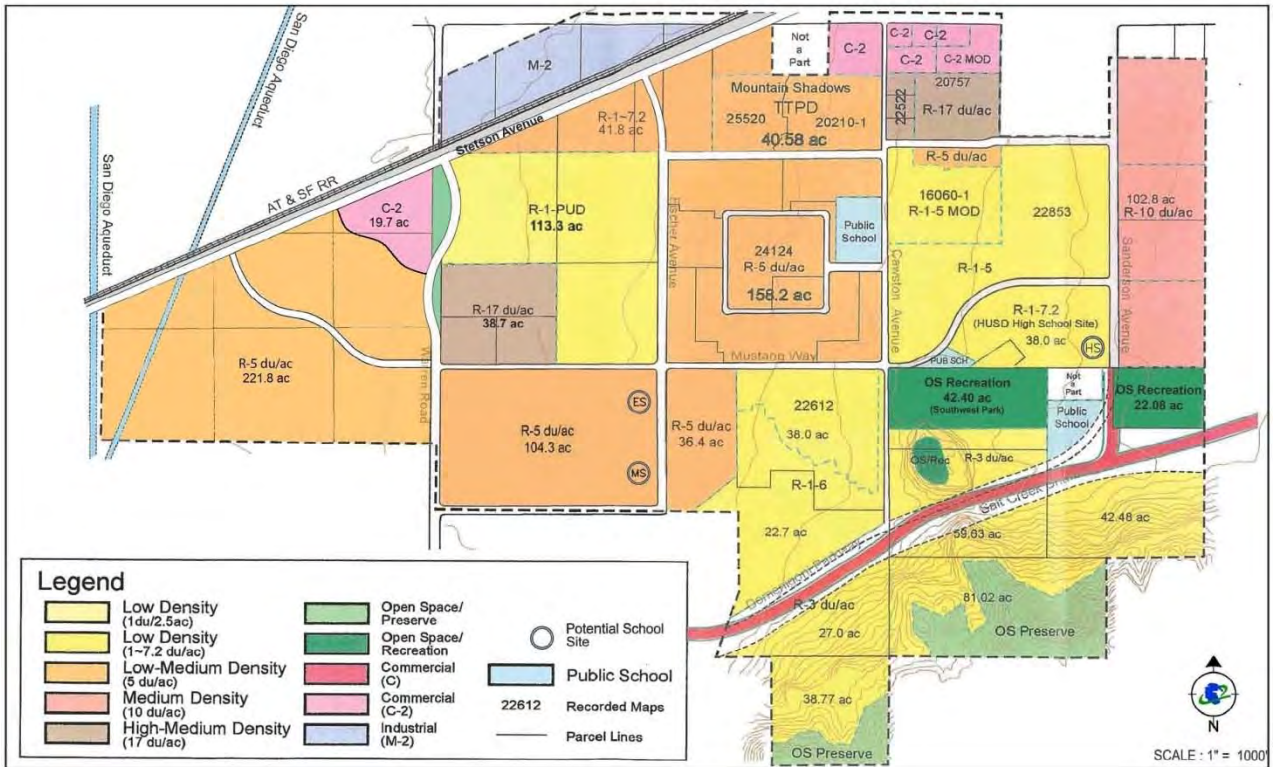 San Diego Aqueduct
San Diego Aqueduct
AT & SF RR
Stetson Avenue
M-2
Not
a
Part
C-2
C-2
C-2
C-2
C-2 MOD
Mountain Shadows
TTPD
25520
20210-1
40.58 ac
20757
22522
R-17 du/ac
R-1~7.2
41.8 ac
C-2
19.7 ac
R-1-PUD
113.3 ac
Fischer Avenue
Public
School
24124
R-5 du/ac
158.2 ac
R-5 du/ac
16060-1
R-1-5 MOD
22853
R-1-5
Cawston Avenue
Sanderson Avenue
102.8 ac
R-10 du/ac
R-17 du/ac
38.7 ac
R-1-7.2
(HUSD High School Site)
38.0 ac
HS
PUB SCH
Mustang Way
R-5 du/ac
221.8 ac
Warren Road
R-5 du/ac
104.3 ac
ES
MS
R-5 du/ac
36.4 ac
22612
38.0 ac
R-1-6
22.7 ac
OS Recreation
42.40 ac
(Southwest Park)
Not
a
Part
Public
School
OS Recreation
22.08 ac
OS/Rec
R-3 du/ac
Salt Creek
59.63 ac
42.48 ac
Parkway
R-3 du/ac
27.0 ac
81.02 ac
OS Preserve
38.77 ac
OS Preserve
Legend
Low Density
(1du/2.5ac)
Low Density
(1~7.2 du/ac)
Low-Medium Density
(5 du/ac)
Medium Density
(10 du/ac)
High-Medium Density
(17 du/ac)
Open Space/
Preserve
Open Space/
Recreation
Commercial
(C)
Commercial
(C-2)
Industrial
(M-2)
Potential School
Site
Public School
22612
Recorded Maps
Parcel Lines
N
SCALE : 1" = 1000'